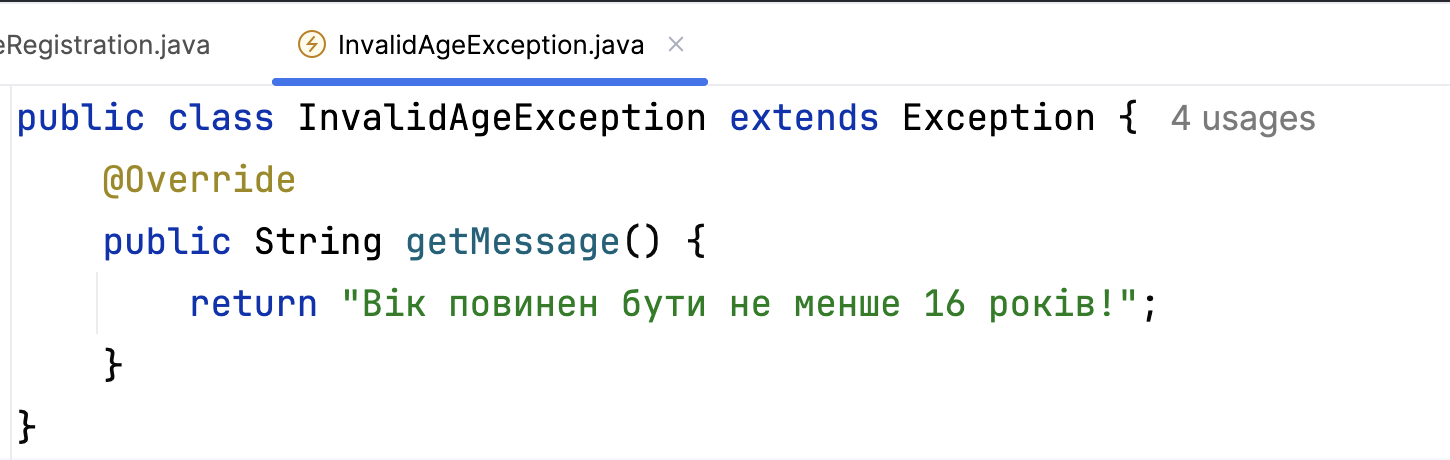 eRegistration.java InvalidAgeException.java
public class InvalidAgeException extends Exception { 4 usages
@Override
public String getMessage() {
return "Вік повинен бути не менше 16 років!";
}
}